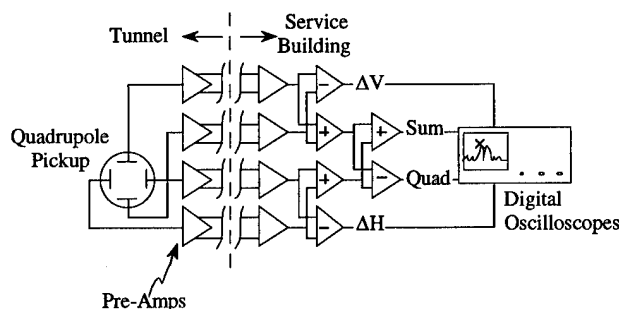 Tunnel
Service
Building
Quadrupole
Pickup
− ΔV
+ + Sum
+ − Quad
− ΔH
Digital
Oscilloscopes
Pre-Amps